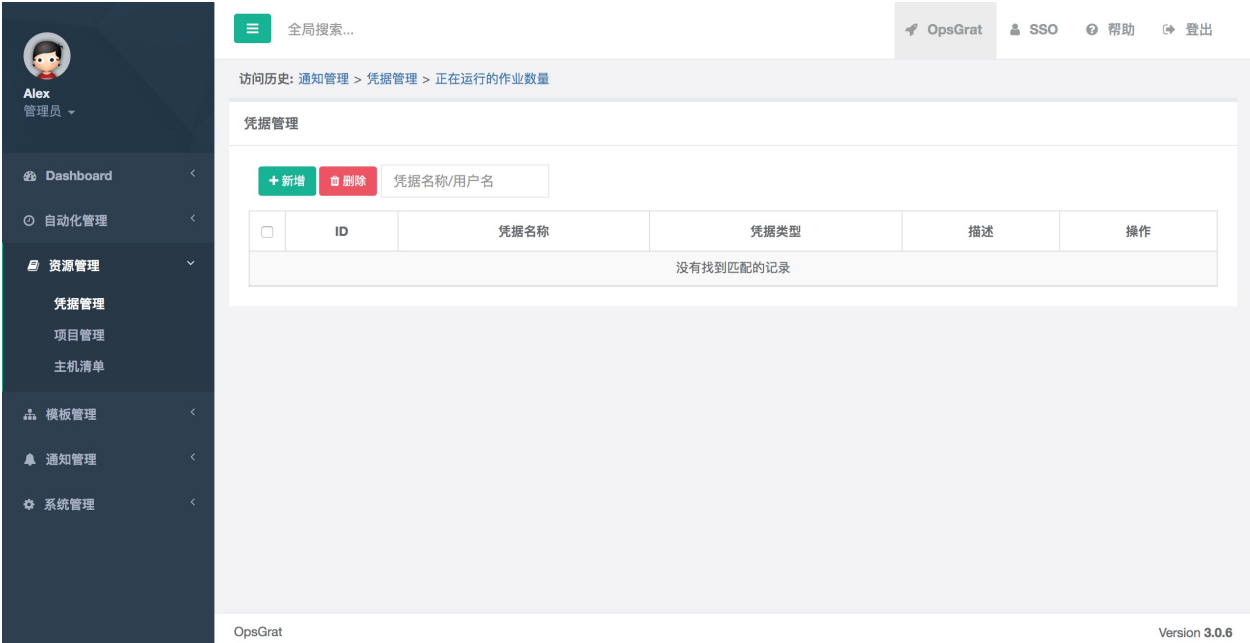 Alex
管理员
Dashboard
自动化管理
资源管理
凭据管理
项目管理
主机清单
模板管理
通知管理
系统管理
全局搜索...
OpsGrat
SSO
帮助
登出
访问历史: 通知管理 > 凭据管理 > 正在运行的作业数量
凭据管理
新增
删除
凭据名称/用户名
ID 凭据名称 凭据类型 描述 操作
没有找到匹配的记录
OpsGrat
Version 3.0.6